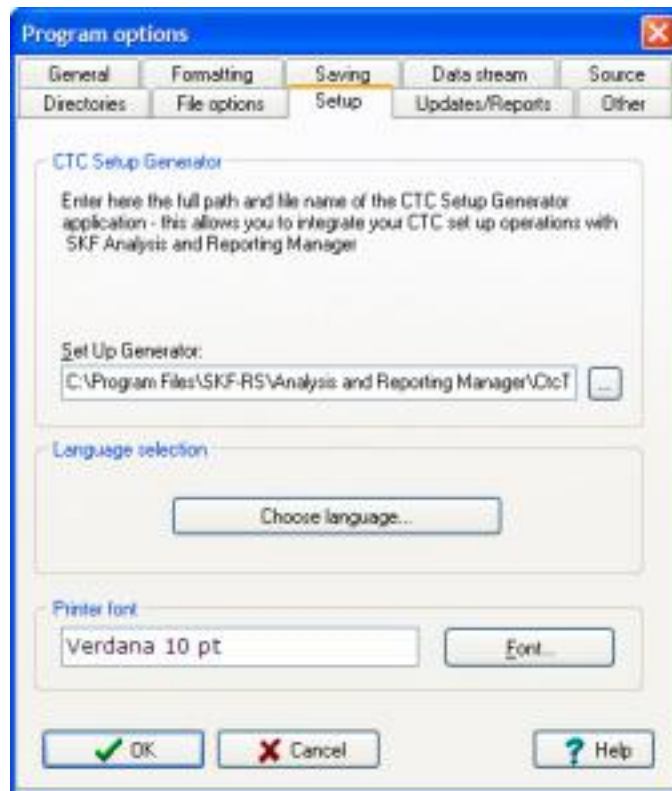 Program options
General Formatting Saving Data stream Source
Directories File options Setup Updates/Reports Other
CTC Setup Generator
Enter here the full path and file name of the CTC Setup Generator
application - this allows you to integrate your CTC set up operations with
SKF Analysis and Reporting Manager
Set Up Generator:
C:\Program Files\SKF-RS\Analysis and Reporting Manager\CtcT ...
Language selection
Choose language...
Printer font
Verdana 10 pt Font...
OK Cancel Help